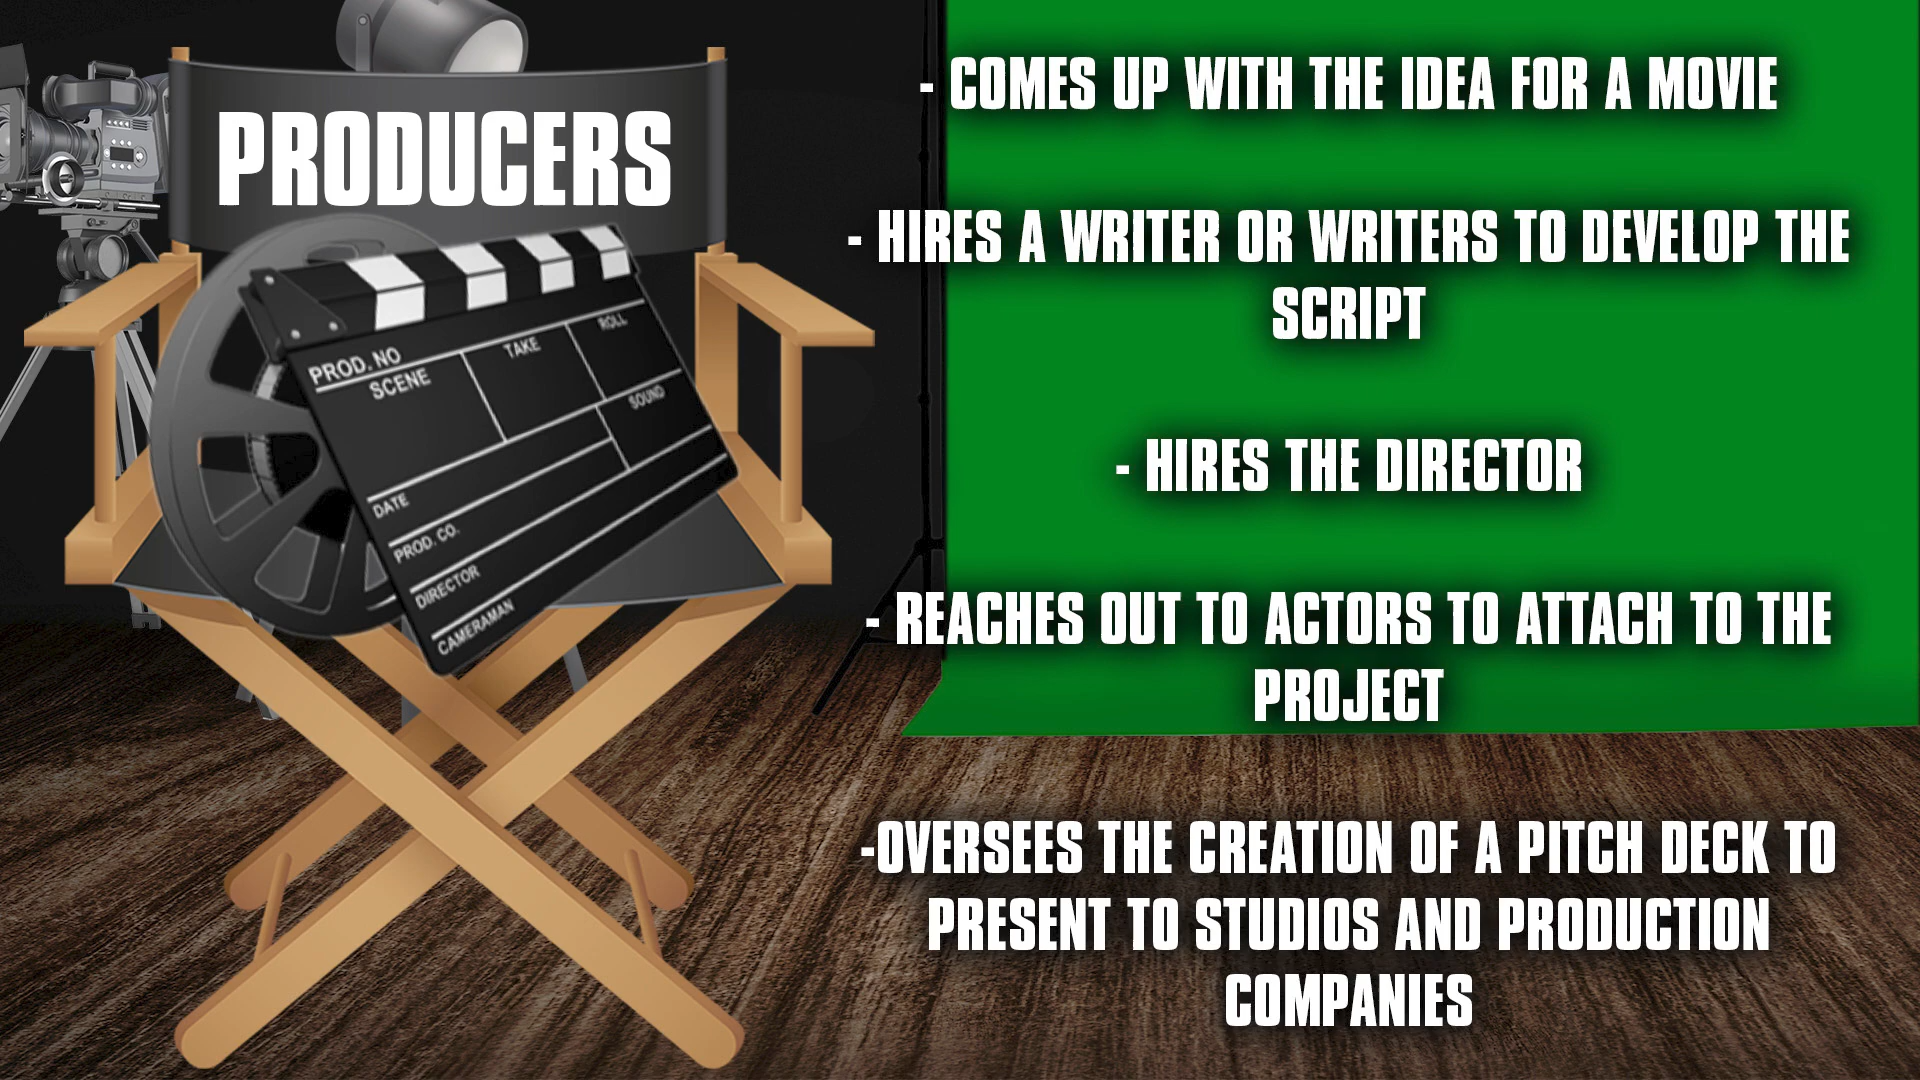 PRODUCERS
PROD. NO
SCENE
TAKE
ROLL
SOUND
DATE
PROD. CO.
DIRECTOR
CAMERAMAN
- COMES UP WITH THE IDEA FOR A MOVIE
- HIRES A WRITER OR WRITERS TO DEVELOP THE
SCRIPT
- HIRES THE DIRECTOR
- REACHES OUT TO ACTORS TO ATTACH TO THE
PROJECT
-OVERSEES THE CREATION OF A PITCH DECK TO
PRESENT TO STUDIOS AND PRODUCTION
COMPANIES